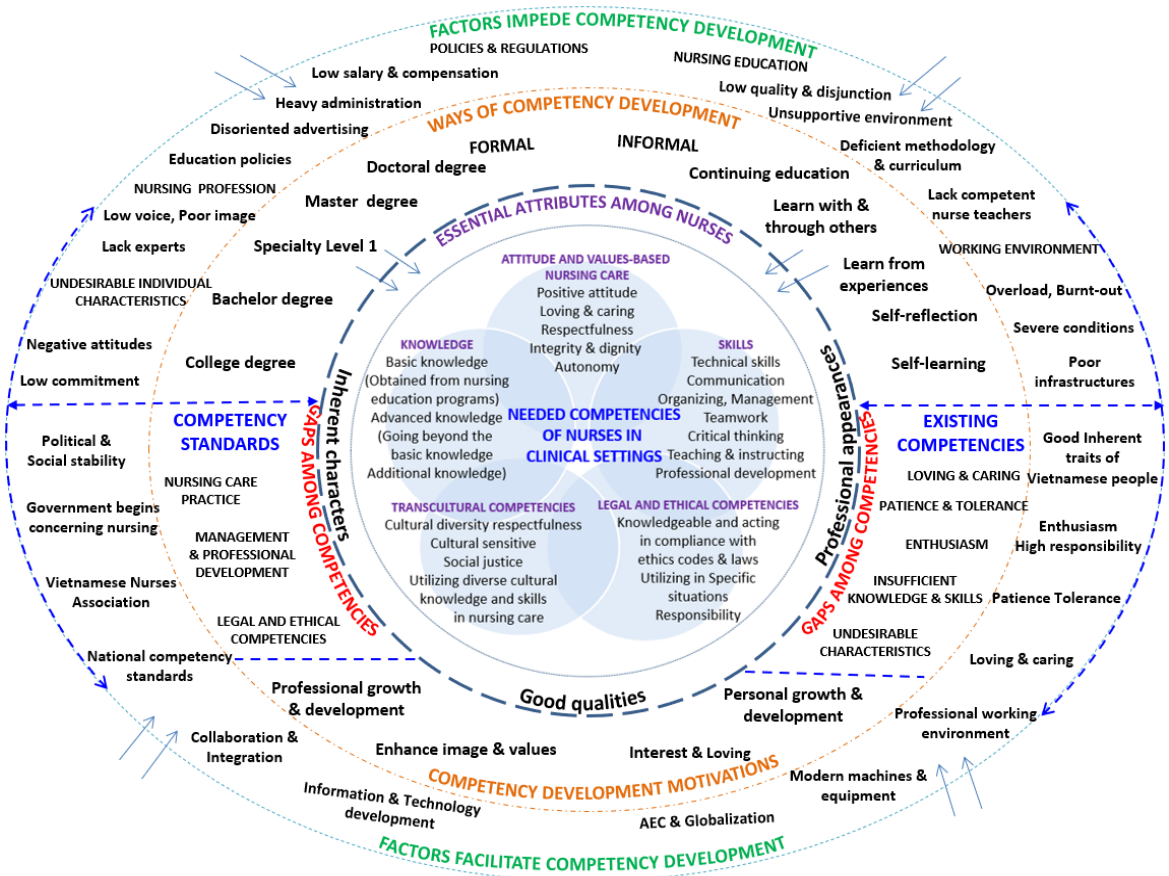 FACTORS IMPEDE COMPETENCY DEVELOPMENT
POLICIES & REGULATIONS
Low salary & compensation
Heavy administration
Disoriented advertising
Education policies
NURSING PROFESSION
Low voice, Poor image
Lack experts
UNDESIRABLE INDIVIDUAL
CHARACTERISTICS
Negative attitudes
Low commitment
NURSING EDUCATION
Low quality & disjunction
Unsupportive environment
Deficient methodology
& curriculum
Lack competent
nurse teachers
WORKING ENVIRONMENT
Overload, Burnt-out
Severe conditions
Poor
infrastructures
WAYS OF COMPETENCY DEVELOPMENT
FORMAL
Doctoral degree
Master degree
Specialty Level 1
Bachelor degree
College degree
INFORMAL
Continuing education
Learn with &
through others
Learn from
experiences
Self-reflection
Self-learning
ESSENTIAL ATTRIBUTES AMONG NURSES
Inherent characters
Professional appearances
Good qualities
GAPS AMONG COMPETENCIES
GAPS AMONG COMPETENCIES
ATTITUDE AND VALUES-BASED
NURSING CARE
Positive attitude
Loving & caring
Respectfulness
Integrity & dignity
Autonomy
KNOWLEDGE
Basic knowledge
(Obtained from nursing
education programs)
Advanced knowledge
(Going beyond the
basic knowledge
Additional knowledge)
NEEDED COMPETENCIES
OF NURSES IN
CLINICAL SETTINGS
SKILLS
Technical skills
Communication
Organizing, Management
Teamwork
Critical thinking
Teaching & instructing
Professional development
TRANSCULTURAL COMPETENCIES
Cultural diversity respectfulness
Cultural sensitive
Social justice
Utilizing diverse cultural
knowledge and skills
in nursing care
LEGAL AND ETHICAL COMPETENCIES
Knowledgeable and acting
in compliance with
ethics codes & laws
Utilizing in Specific
situations
Responsibility
COMPETENCY
STANDARDS
NURSING CARE
PRACTICE
MANAGEMENT
& PROFESSIONAL
DEVELOPMENT
LEGAL AND ETHICAL
COMPETENCIES
EXISTING
COMPETENCIES
LOVING & CARING
PATIENCE & TOLERANCE
ENTHUSIASM
INSUFFICIENT
KNOWLEDGE & SKILLS
UNDESIRABLE
CHARACTERISTICS
Political &
Social stability
Government begins
concerning nursing
Vietnamese Nurses
Association
National competency
standards
Collaboration &
Integration
Information & Technology
development
AEC & Globalization
Modern machines &
equipment
Professional working
environment
Loving & caring
Patience Tolerance
Enthusiasm
High responsibility
Good Inherent
traits of
Vietnamese people
Professional growth
& development
Enhance image & values
Interest & Loving
Personal growth &
development
COMPETENCY DEVELOPMENT MOTIVATIONS
FACTORS FACILITATE COMPETENCY DEVELOPMENT